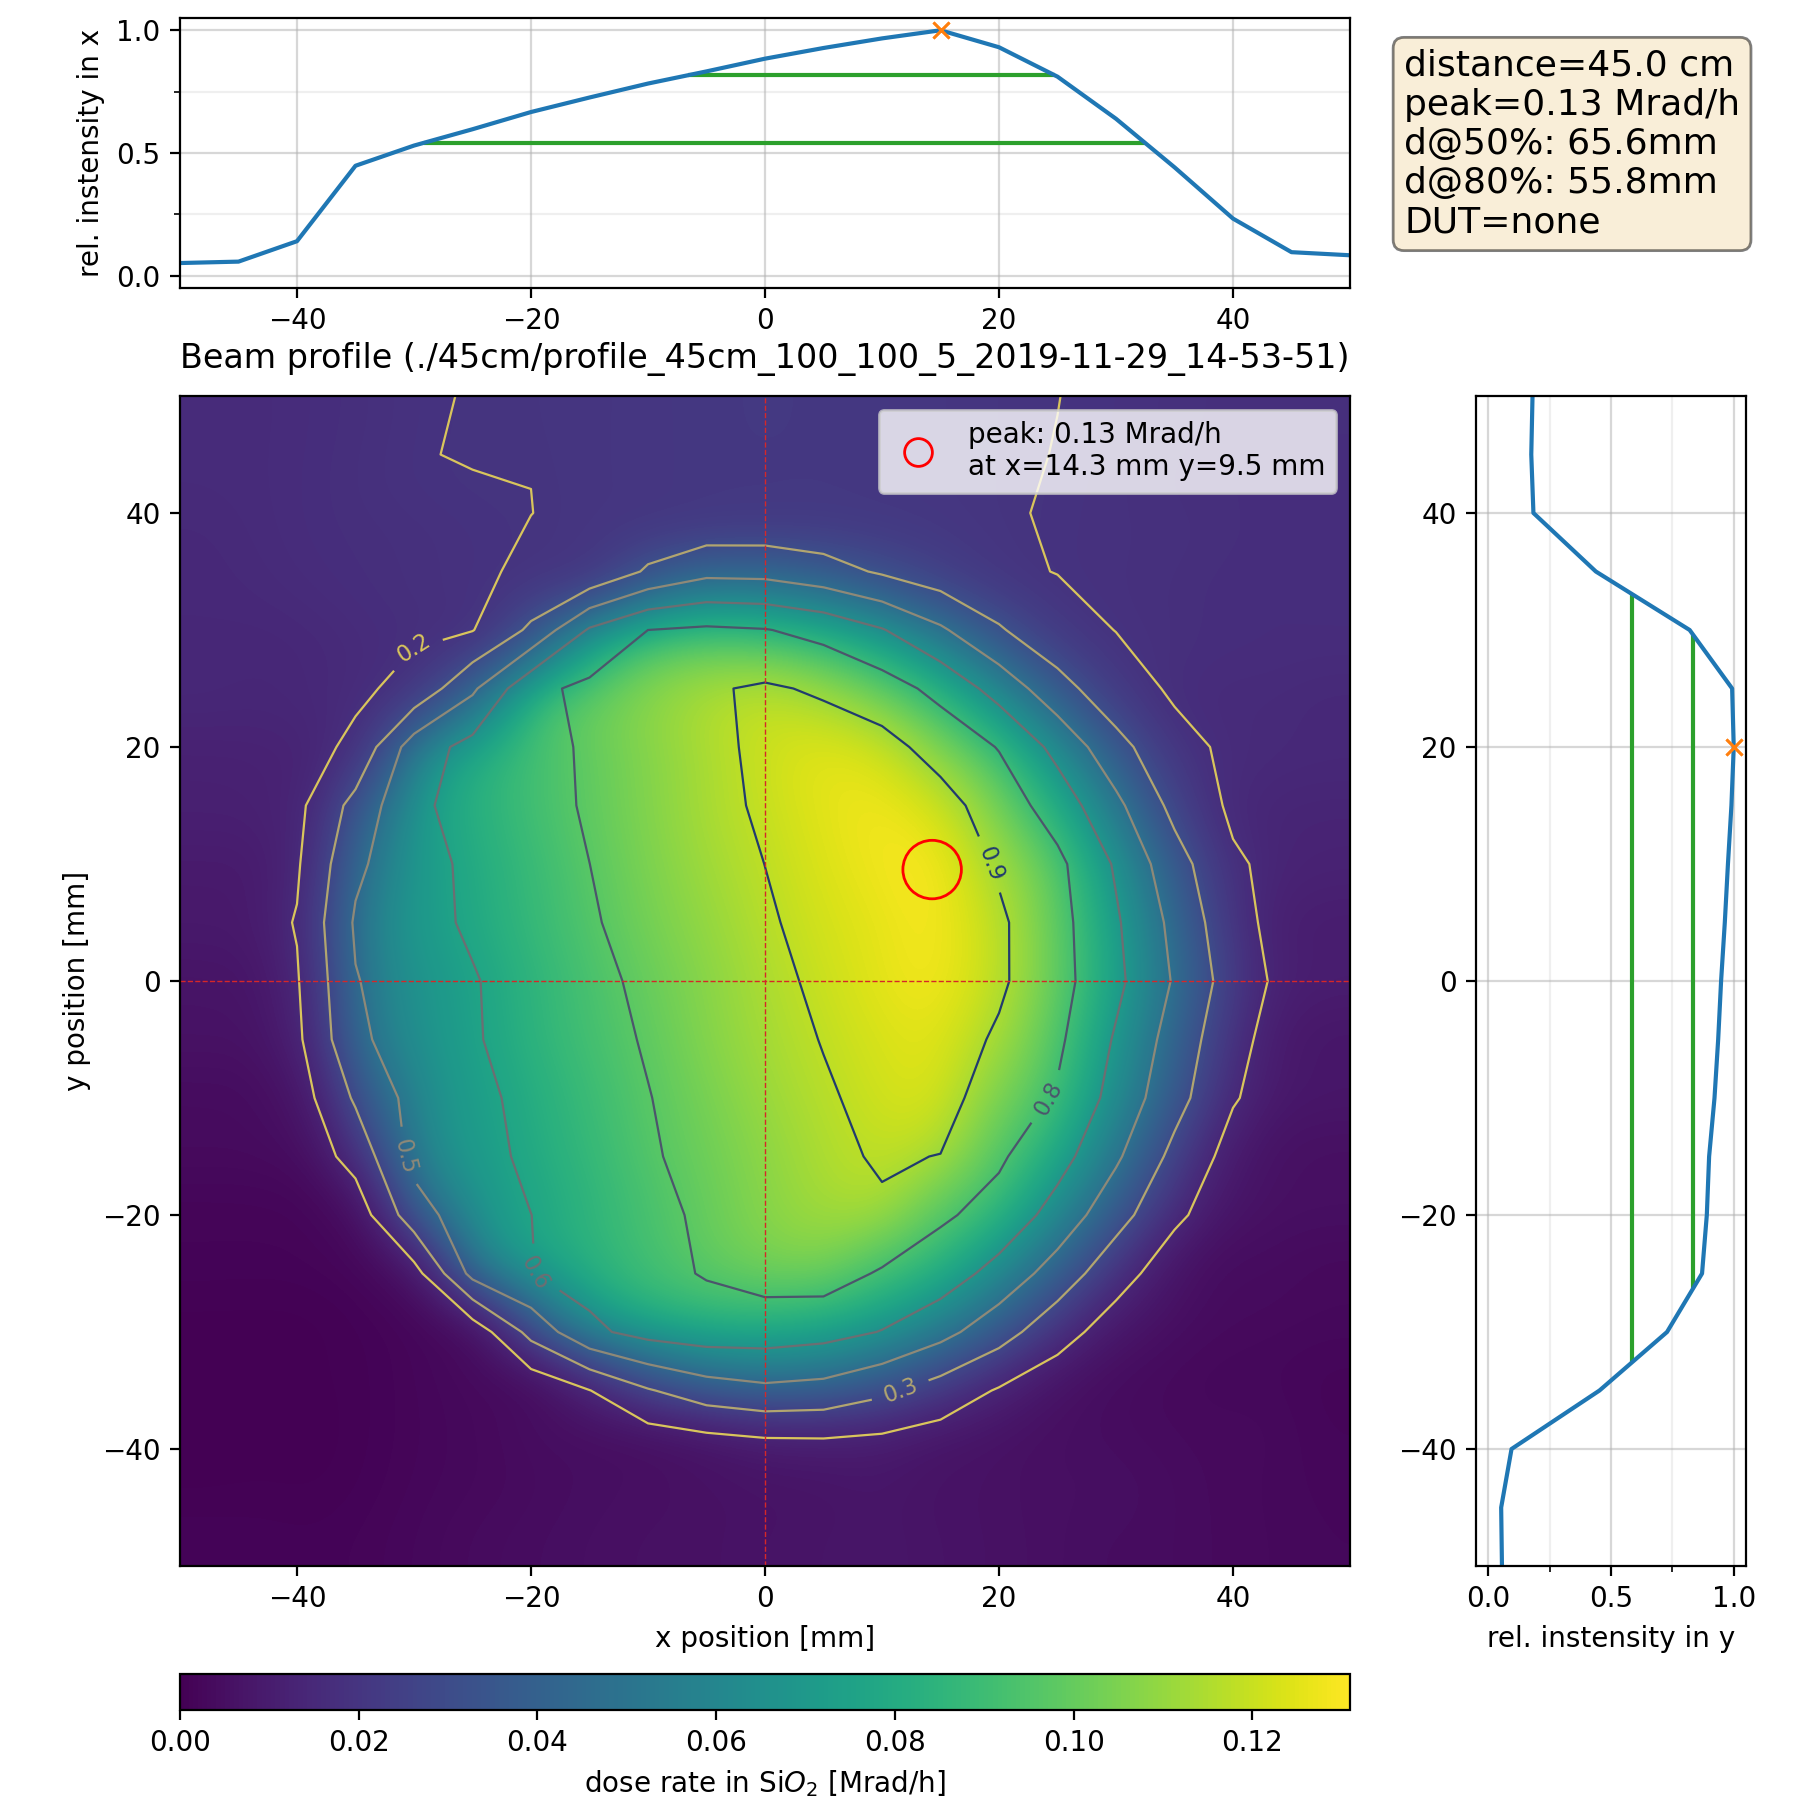 rel. instensity in x
1.0
0.5
0.0
−40 −20 0 20 40
distance=45.0 cm
peak=0.13 Mrad/h
d@50%: 65.6mm
d@80%: 55.8mm
DUT=none
Beam profile (./45cm/profile_45cm_100_100_5_2019-11-29_14-53-51)
peak: 0.13 Mrad/h
at x=14.3 mm y=9.5 mm
y position [mm]
40
20
0
−20
−40
0.2
0.9
0.8
0.5
0.6
0.3
−40 −20 0 20 40
x position [mm]
40
20
0
−20
−40
0.0 0.5 1.0
rel. instensity in y
0.00 0.02 0.04 0.06 0.08 0.10 0.12
dose rate in SiO₂ [Mrad/h]